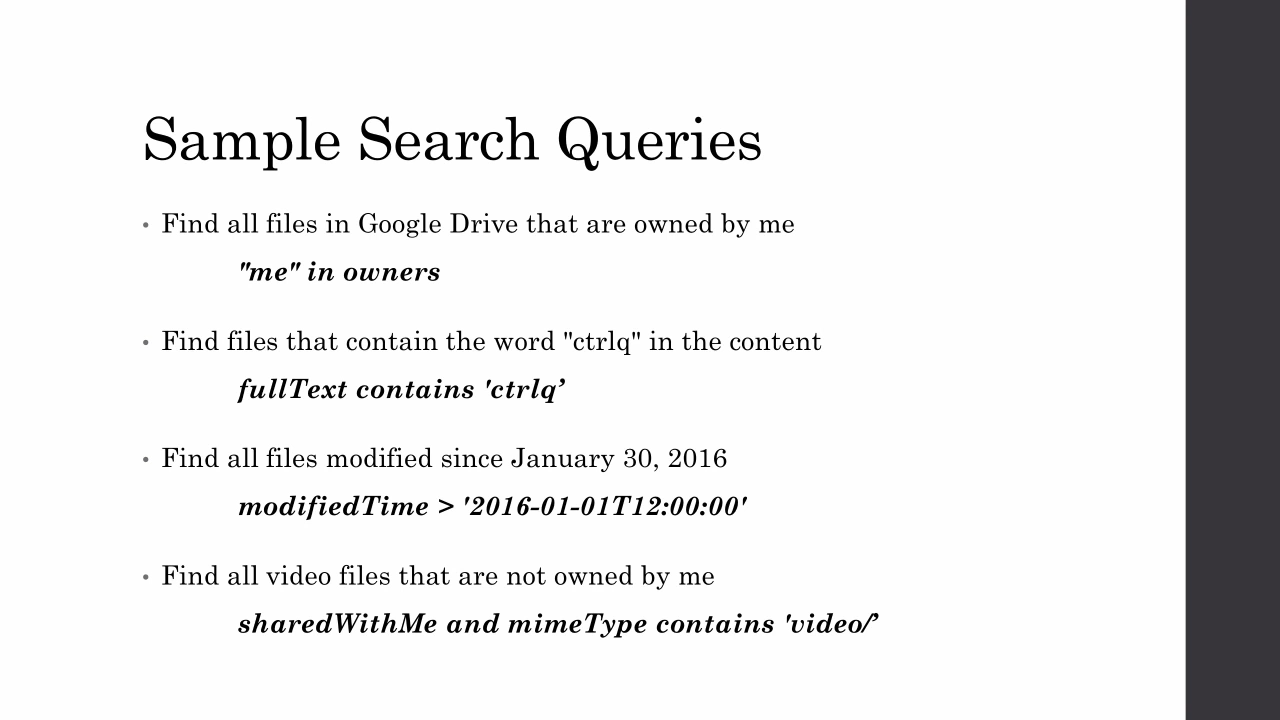 Sample Search Queries
• Find all files in Google Drive that are owned by me
"me" in owners
• Find files that contain the word "ctrlq" in the content
fullText contains 'ctrlq’
• Find all files modified since January 30, 2016
modifiedTime > '2016-01-01T12:00:00'
• Find all video files that are not owned by me
sharedWithMe and mimeType contains 'video/’